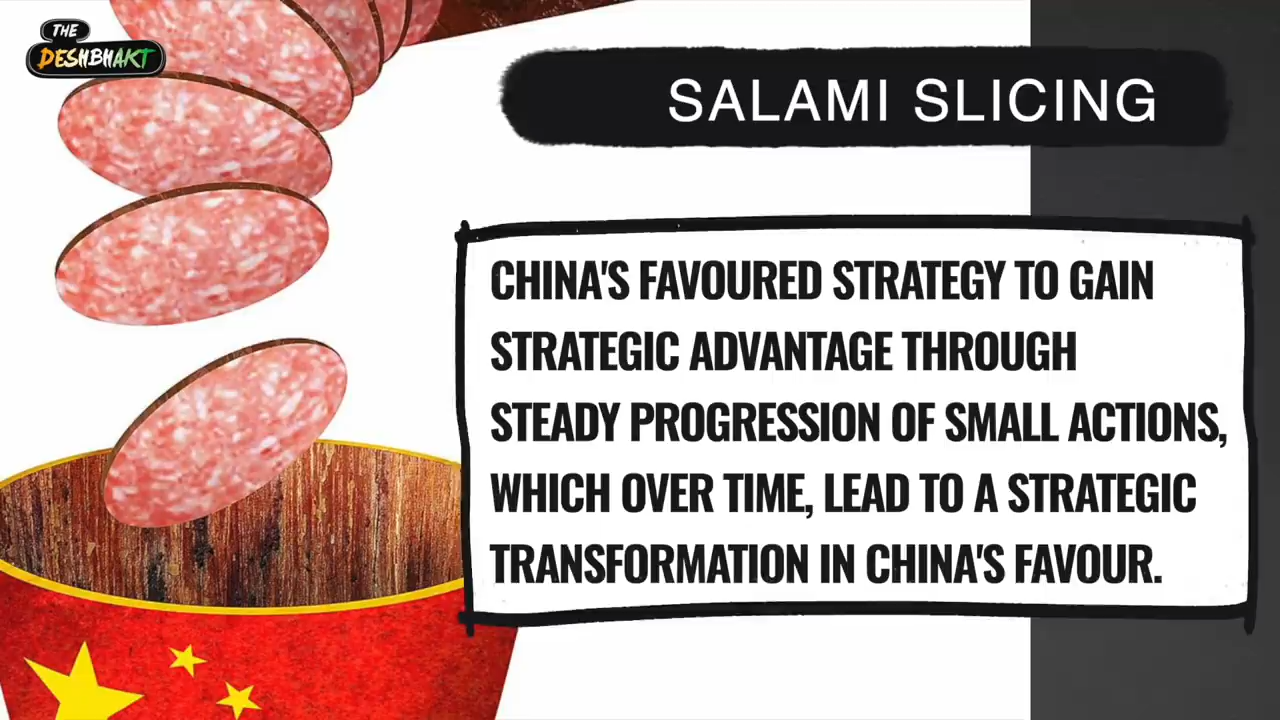 THE
DESHBHAKT
SALAMI SLICING
CHINA'S FAVOURED STRATEGY TO GAIN
STRATEGIC ADVANTAGE THROUGH
STEADY PROGRESSION OF SMALL ACTIONS,
WHICH OVER TIME, LEAD TO A STRATEGIC
TRANSFORMATION IN CHINA'S FAVOUR.